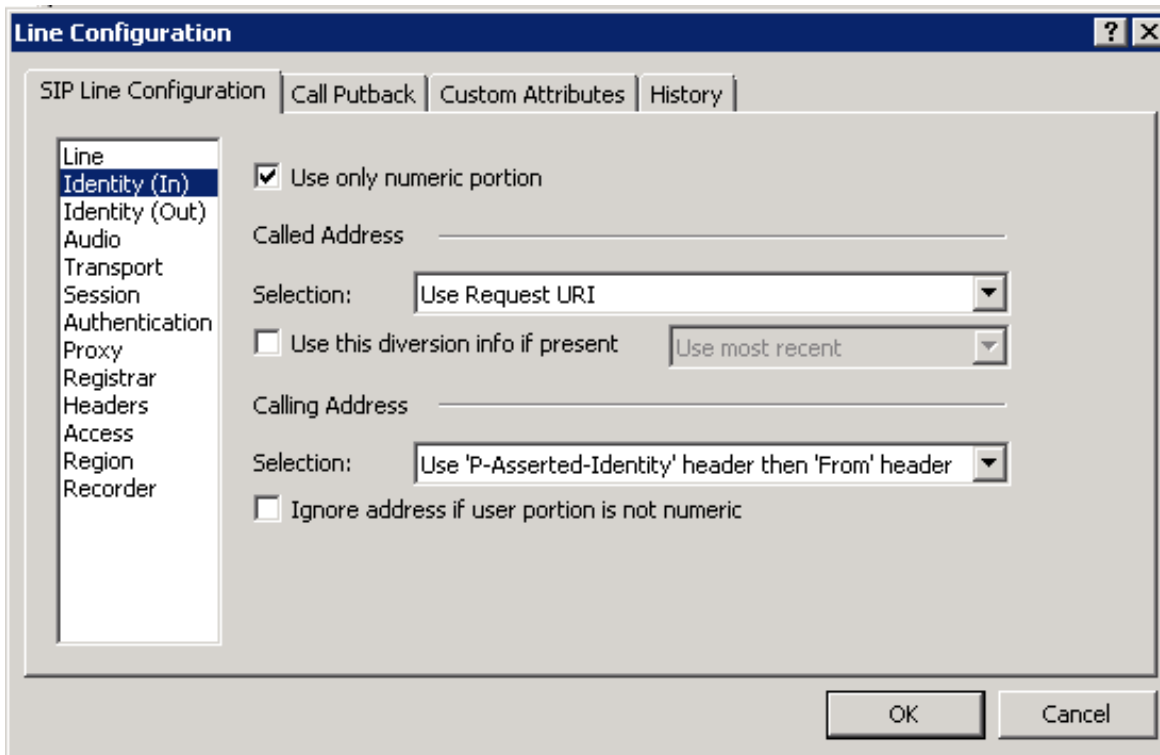 Line Configuration
SIP Line Configuration
Call Putback
Custom Attributes
History
Line
Identity (In)
Identity (Out)
Audio
Transport
Session
Authentication
Proxy
Registrar
Headers
Access
Region
Recorder
Use only numeric portion
Called Address
Selection: Use Request URI
Use this diversion info if present Use most recent
Calling Address
Selection: Use 'P-Asserted-Identity' header then 'From' header
Ignore address if user portion is not numeric
OK Cancel